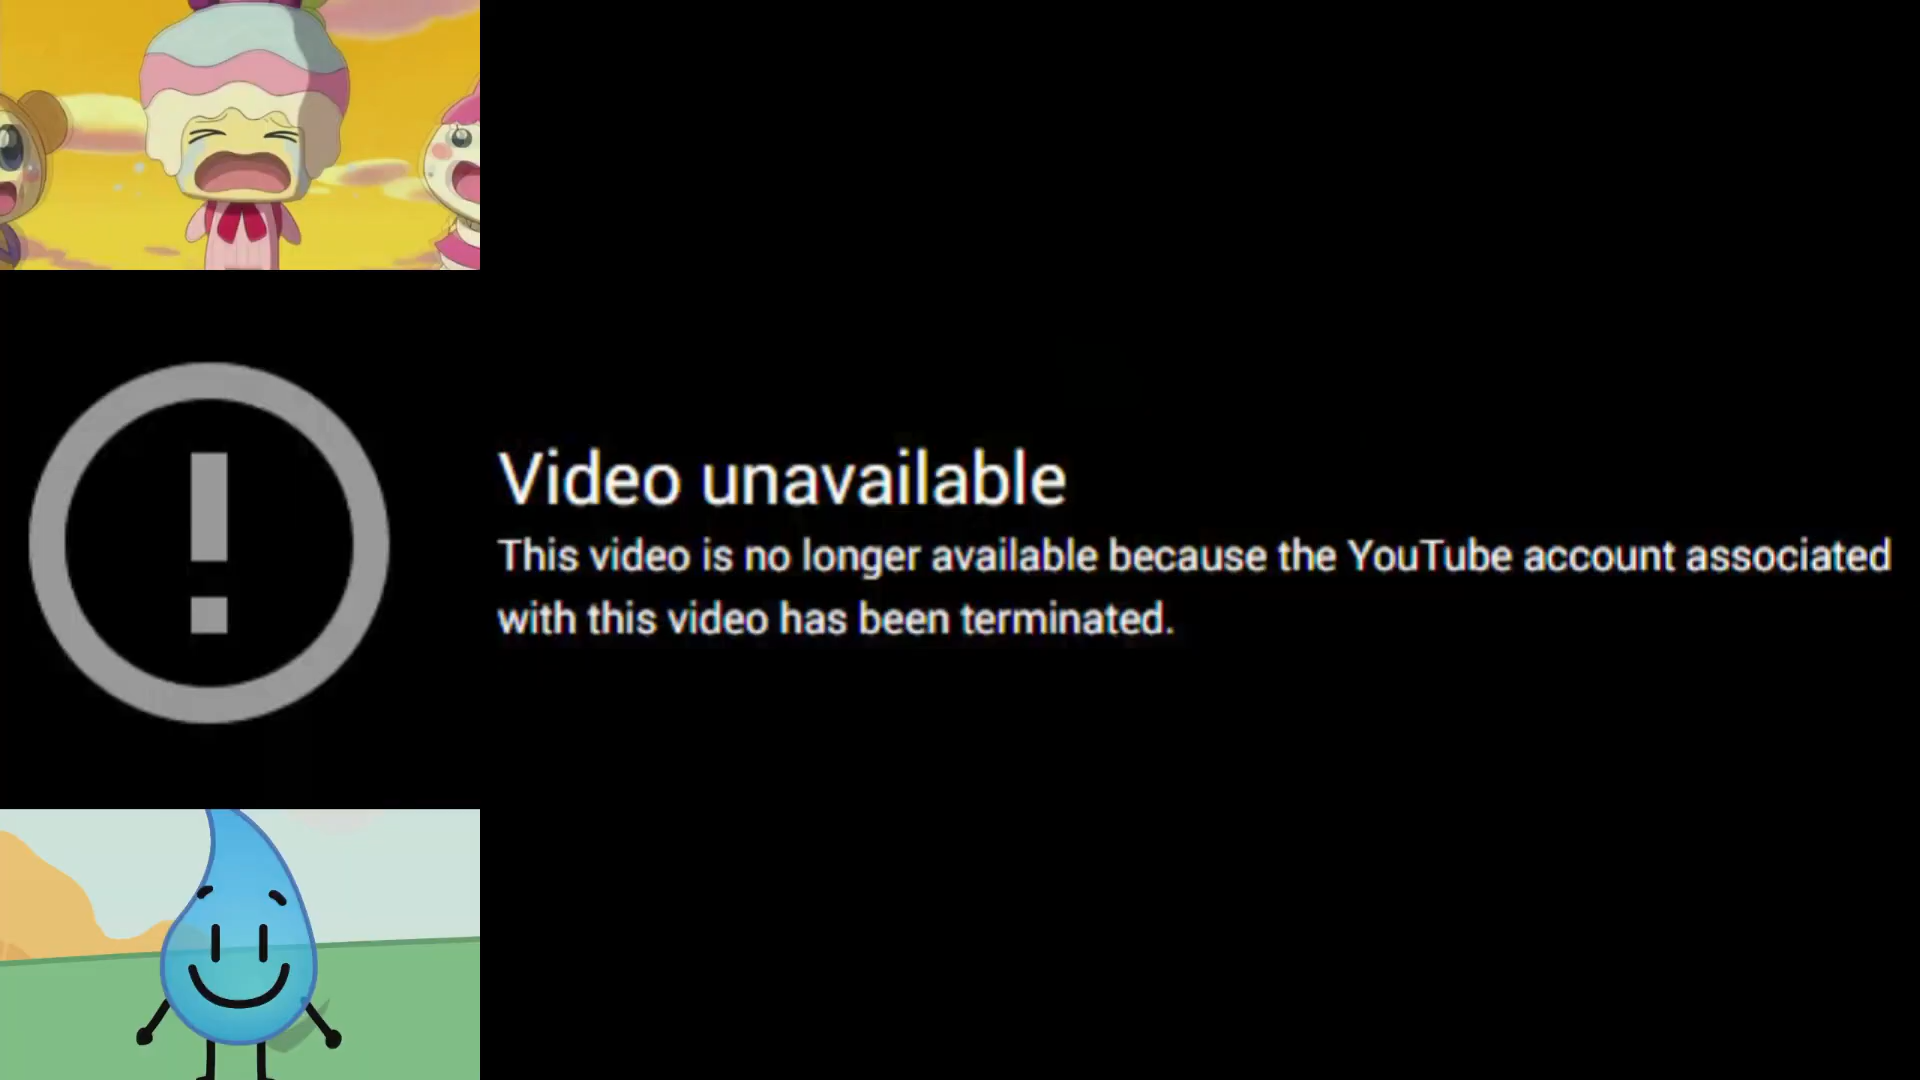 Video unavailable
This video is no longer available because the YouTube account associated
with this video has been terminated.